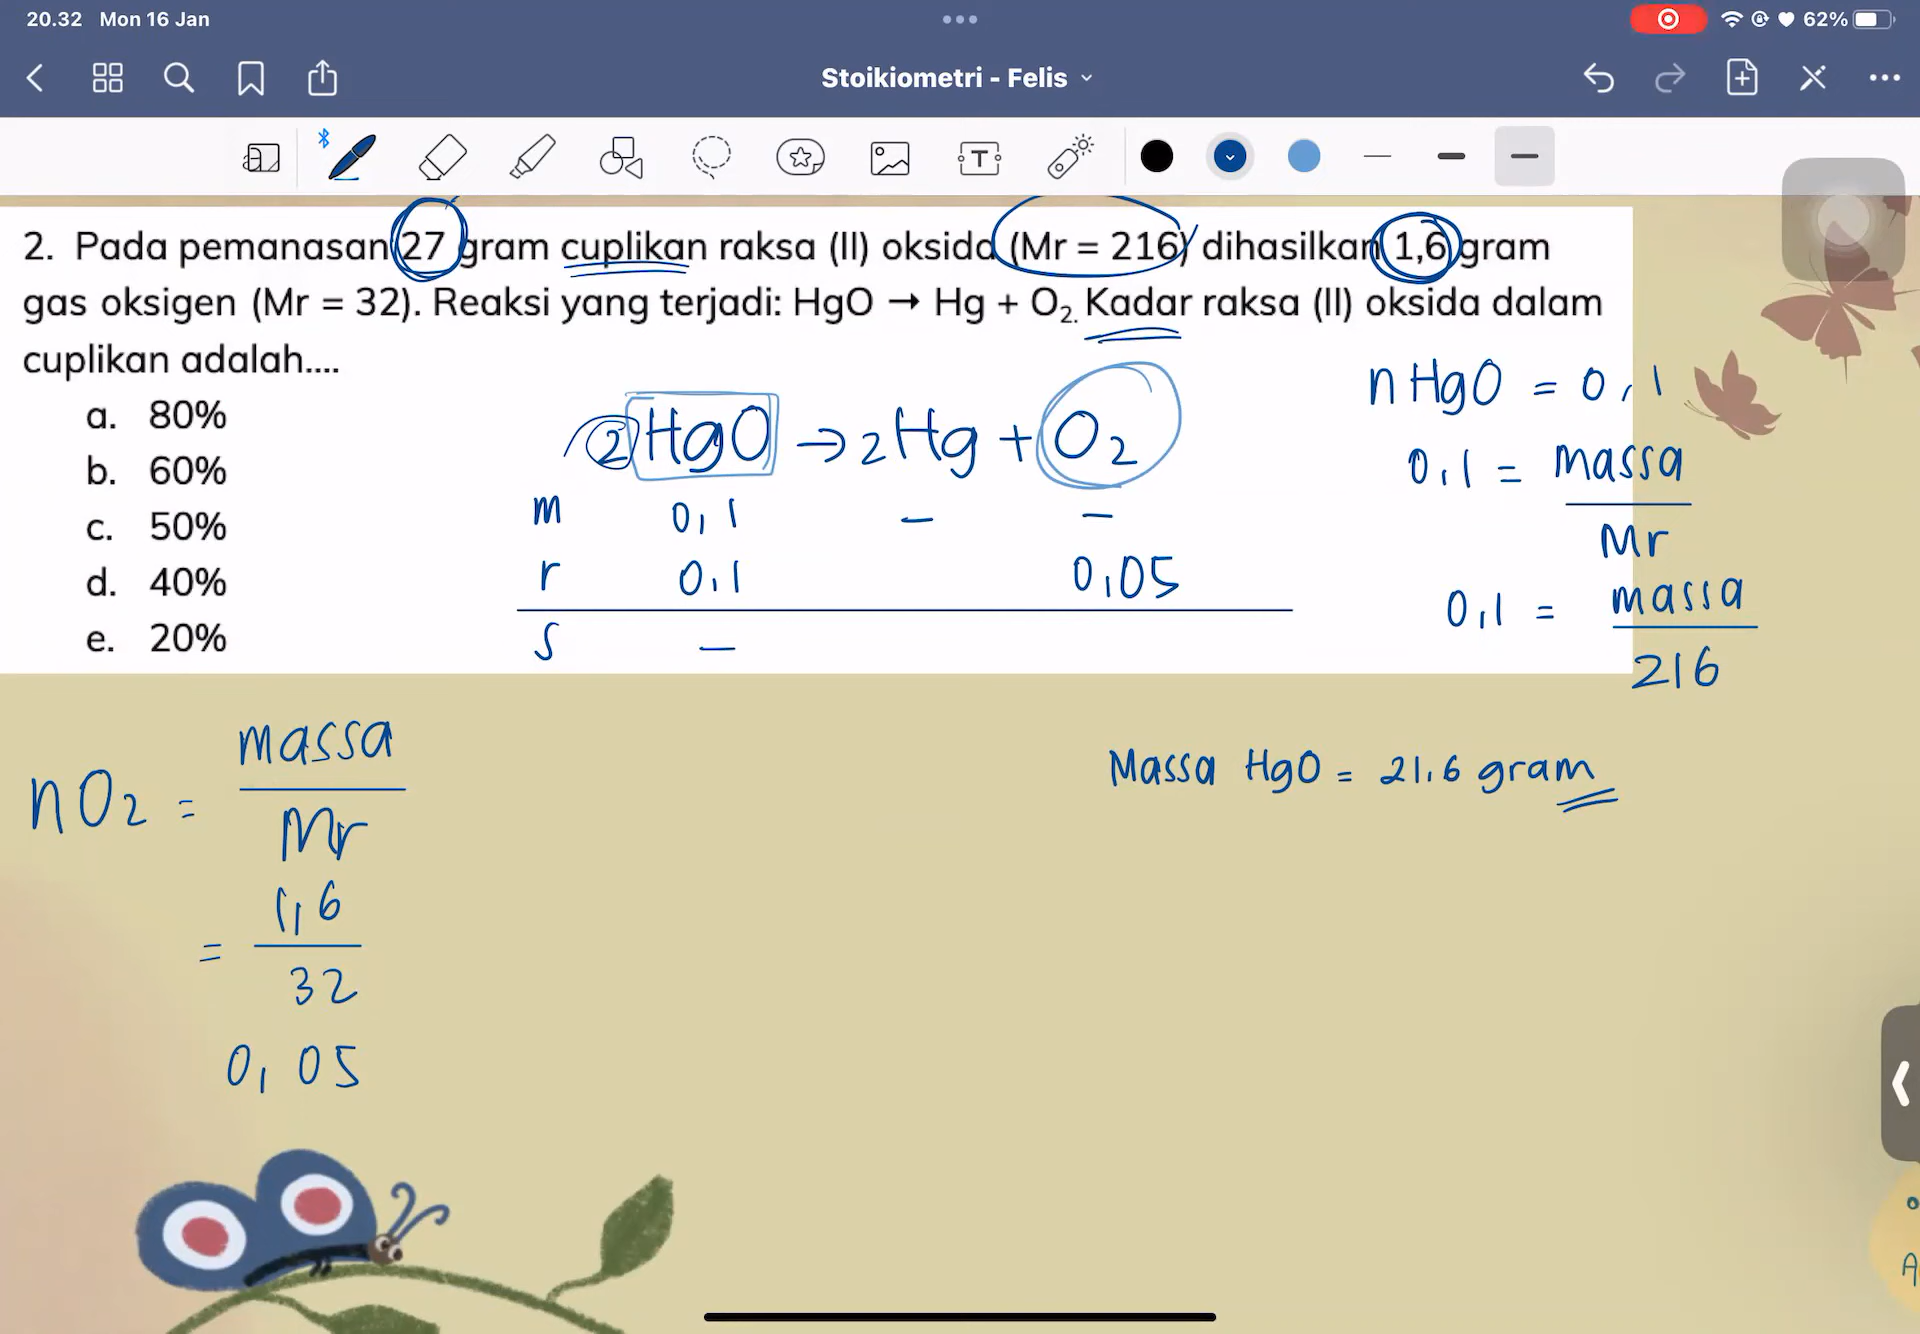 20.32 Mon 16 Jan
62%
Stoikiometri - Felis
2. Pada pemanasan 27 gram cuplikan raksa (II) oksida (Mr = 216) dihasilkan 1,6 gram
gas oksigen (Mr = 32). Reaksi yang terjadi: HgO → Hg + O₂. Kadar raksa (II) oksida dalam
cuplikan adalah....
a. 80%
b. 60%
c. 50%
d. 40%
e. 20%
2 HgO → 2 Hg + O₂
m 0,1 – –
r 0,1 0,05
s –
n HgO = 0,1
0,1 = massa
Mr
0,1 = massa
216
Massa HgO = 21,6 gram
nO₂ = massa
Mr
= 1,6
32
0,05
A